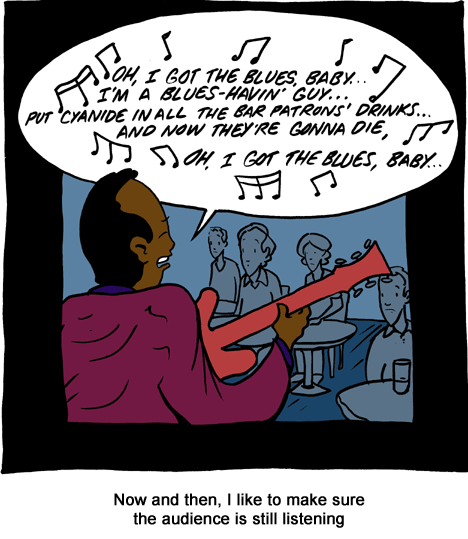 OH, I GOT THE BLUES, BABY...
I'M A BLUES-HAVIN' GUY...
PUT CYANIDE IN ALL THE BAR PATRONS' DRINKS...
AND NOW THEY'RE GONNA DIE,
OH, I GOT THE BLUES, BABY...
Now and then, I like to make sure
the audience is still listening